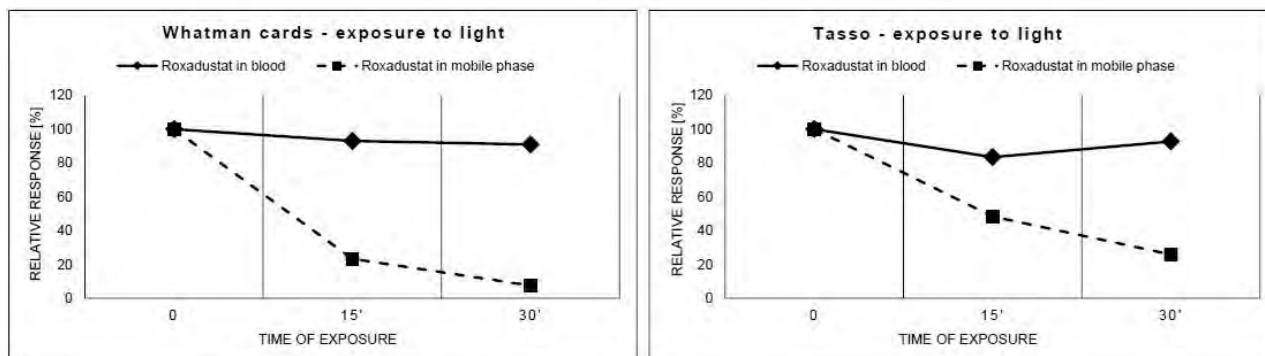 Whatman cards - exposure to light
Roxadustat in blood
Roxadustat in mobile phase
RELATIVE RESPONSE [%]
120
100
80
60
40
20
0
0 15' 30'
TIME OF EXPOSURE
Tasso - exposure to light
Roxadustat in blood
Roxadustat in mobile phase
RELATIVE RESPONSE [%]
120
100
80
60
40
20
0
0 15' 30'
TIME OF EXPOSURE